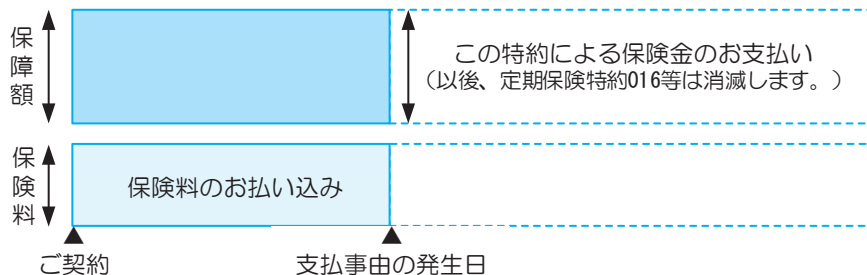 保障額
この特約による保険金のお支払い
（以後、定期保険特約016等は消滅します。）
保険料
保険料のお払い込み
ご契約
支払事由の発生日